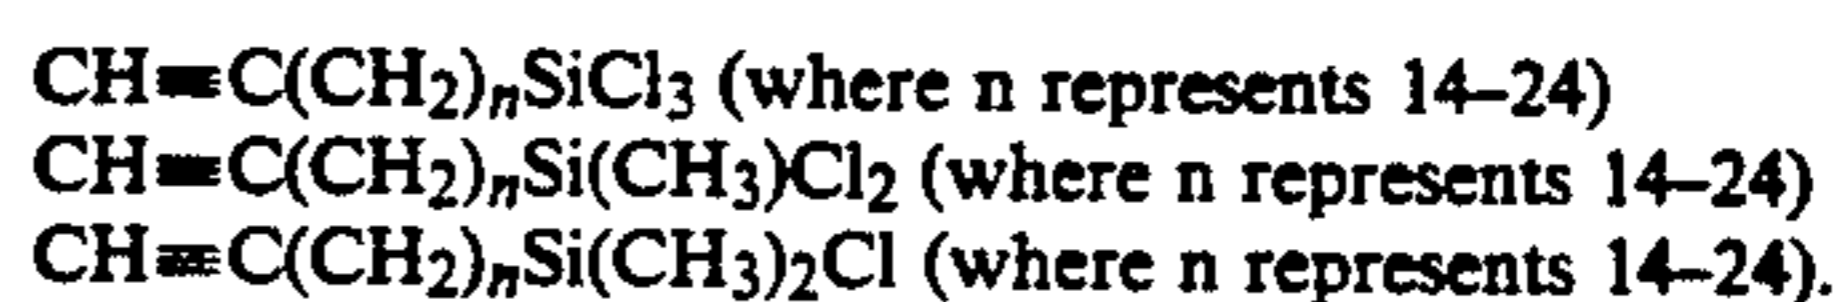 CH≡C(CH₂)ₙSiCl₃ (where n represents 14–24)
CH≡C(CH₂)ₙSi(CH₃)Cl₂ (where n represents 14–24)
CH≡C(CH₂)ₙSi(CH₃)₂Cl (where n represents 14–24).